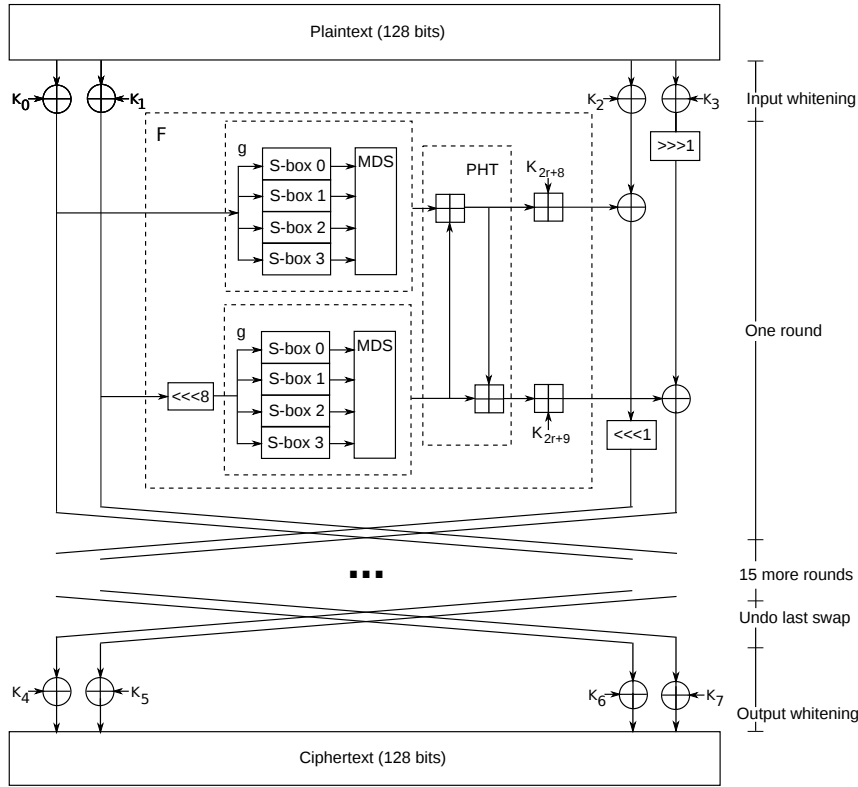 Plaintext (128 bits)
K0
K1
K2
K3
Input whitening
F
>>>1
g
S-box 0
S-box 1
S-box 2
S-box 3
MDS
PHT
K2r+8
One round
g
S-box 0
S-box 1
S-box 2
S-box 3
MDS
<<<8
K2r+9
<<<1
...
15 more rounds
Undo last swap
K4
K5
K6
K7
Output whitening
Ciphertext (128 bits)